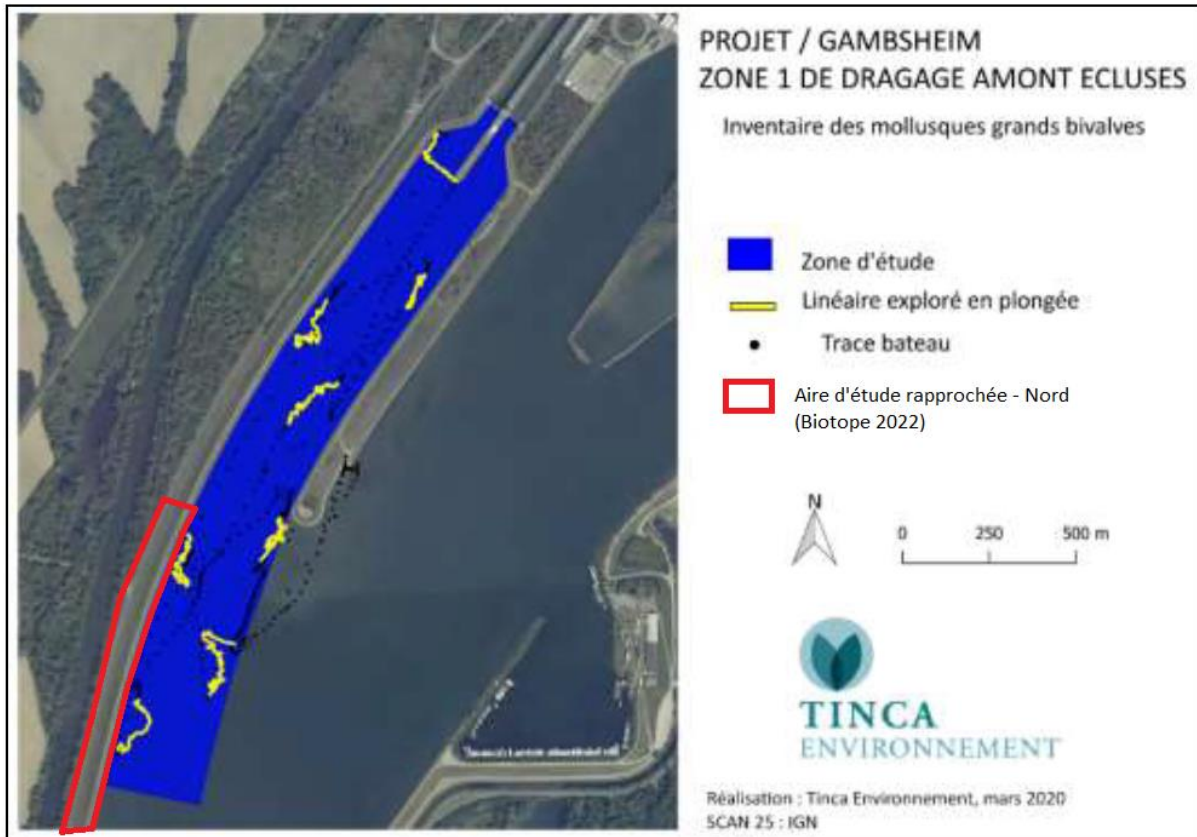 PROJET / GAMBSHEIM
ZONE 1 DE DRAGAGE AMONT ECLUSES
Inventaire des mollusques grands bivalves
Zone d'étude
Linéaire exploré en plongée
Trace bateau
Aire d'étude rapprochée - Nord
(Biotope 2022)
N
0 250 500 m
TINCA
ENVIRONNEMENT
Réalisation : Tinca Environnement, mars 2020
SCAN 25 : IGN